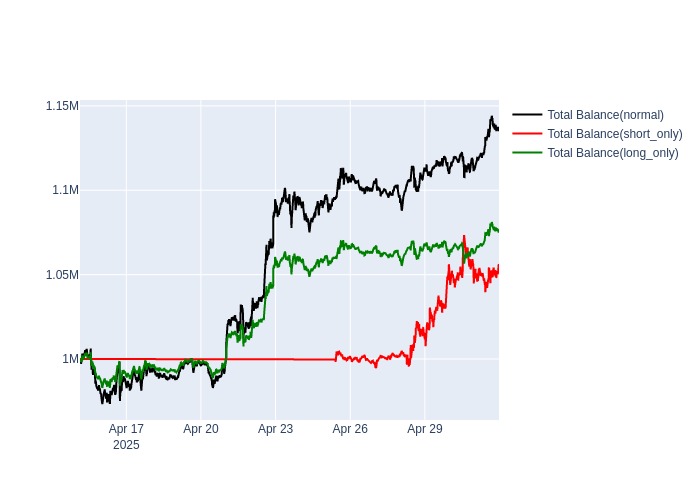 1.15M
1.1M
1.05M
1M
Apr 17
2025
Apr 20
Apr 23
Apr 26
Apr 29
Total Balance(normal)
Total Balance(short_only)
Total Balance(long_only)